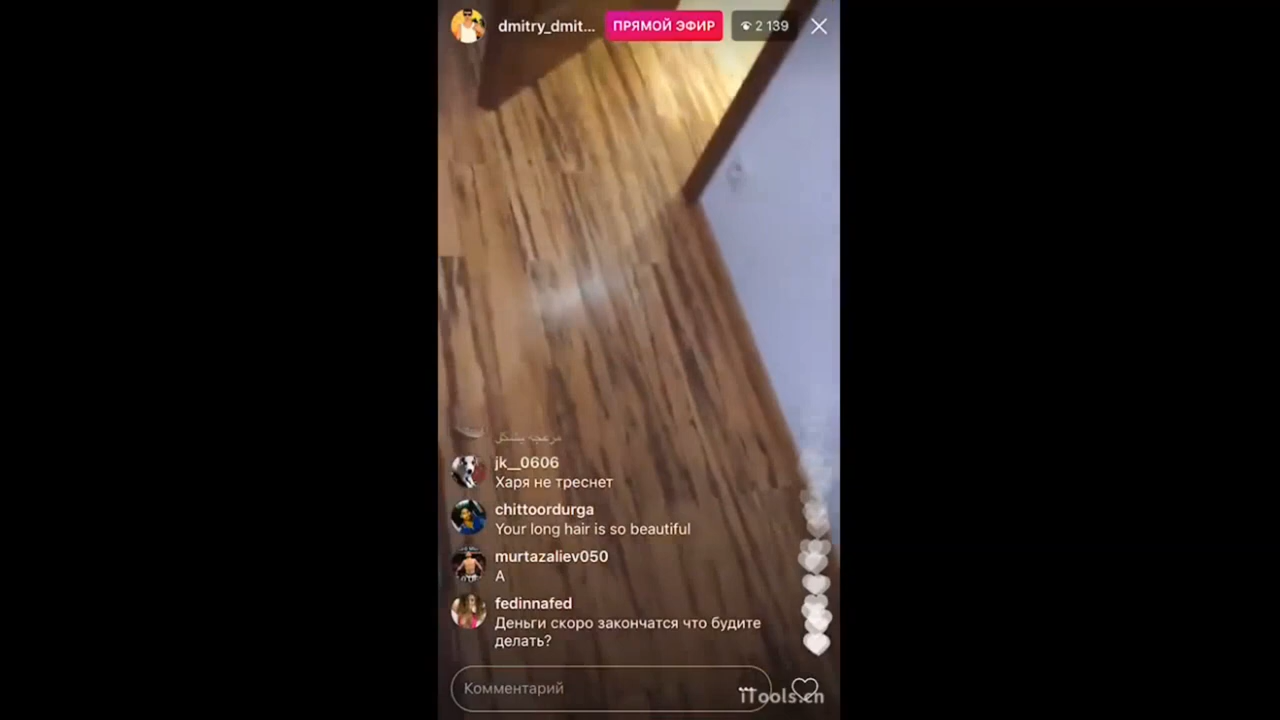 dmitry_dmit...
ПРЯМОЙ ЭФИР
2 139
jk__0606
Харя не треснет
chittoordurga
Your long hair is so beautiful
murtazaliev050
А
fedinnafed
Деньги скоро закончатся что будите
делать?
Комментарий
iTools.cn